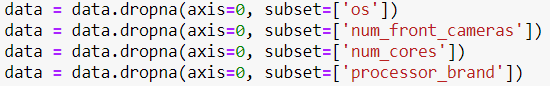 data = data.dropna(axis=0, subset=['os'])
data = data.dropna(axis=0, subset=['num_front_cameras'])
data = data.dropna(axis=0, subset=['num_cores'])
data = data.dropna(axis=0, subset=['processor_brand'])